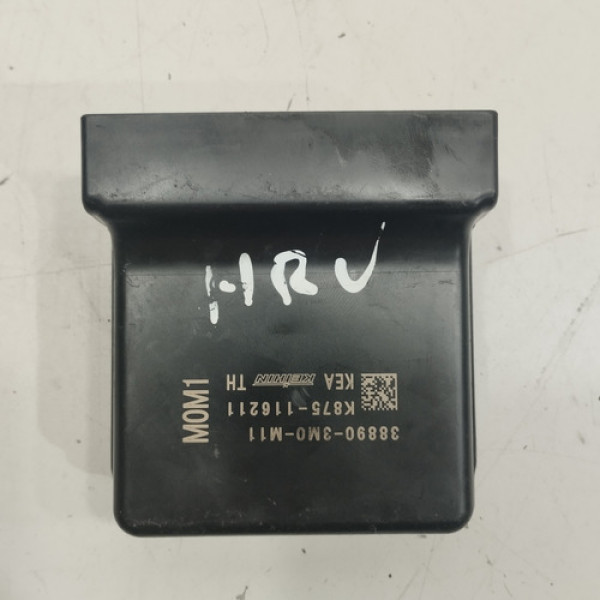 HRV
38890-3M0-M11
K875-116211
KEA KEIHIN TH
M0M1